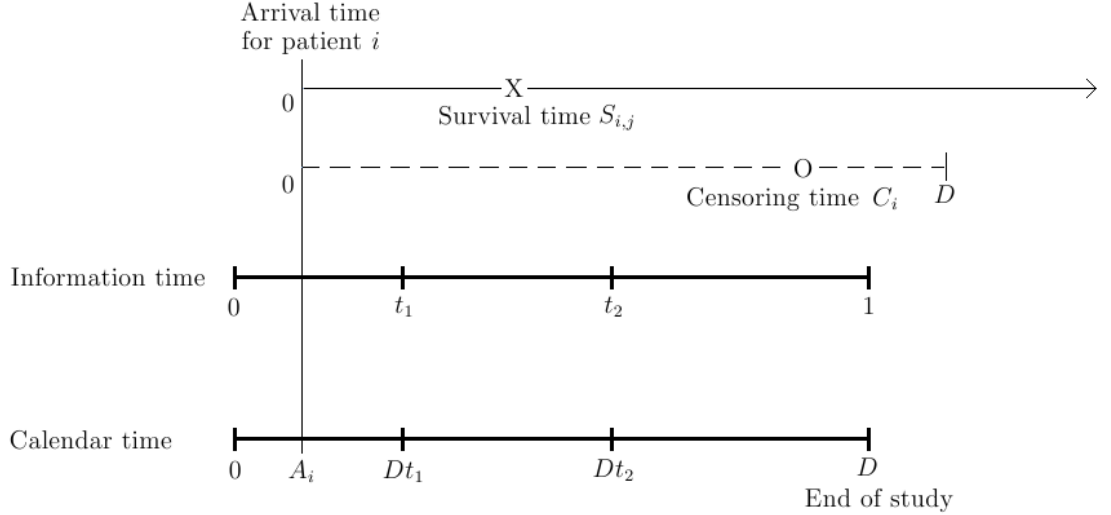 Arrival time
for patient i
0
X
Survival time S_{i,j}
0
O
D
Censoring time C_i
Information time
0
t_1
t_2
1
Calendar time
0
A_i
Dt_1
Dt_2
D
End of study